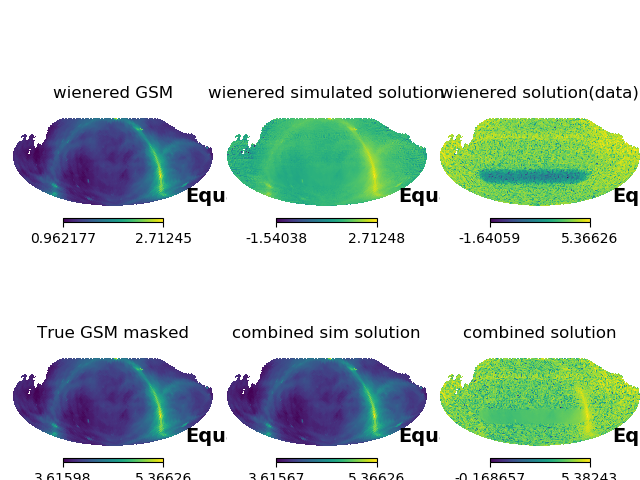 wienered GSM
wienered simulated solution
wienered solution(data)
Equ
Equ
Eq
0.962177 2.71245
-1.54038 2.71248
-1.64059 5.36626
True GSM masked
combined sim solution
combined solution
Equ
Equ
Eq
3.61598 5.36626
3.61567 5.36626
-0.168657 5.38243